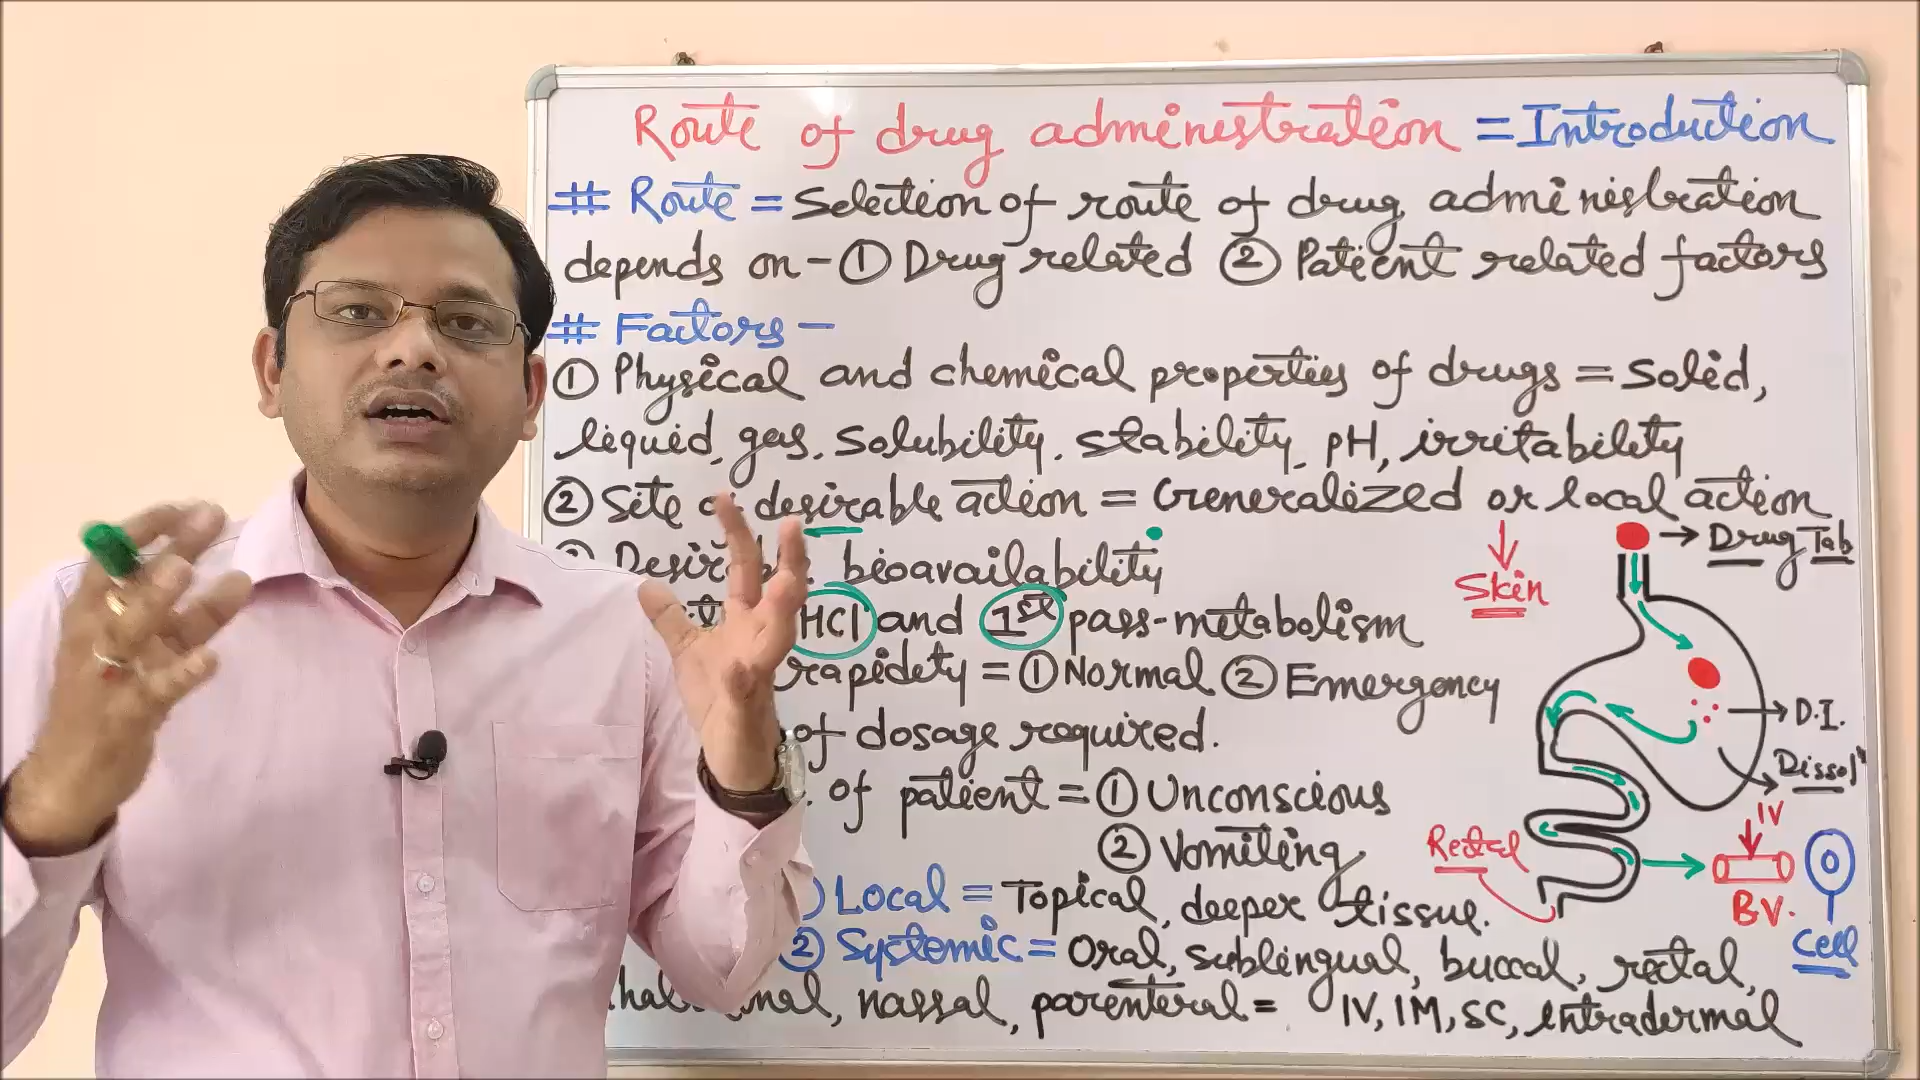 Route of drug administration = Introduction
# Route = Selection of route of drug administration
depends on - ① Drug related ② Patient related factors
# Factors -
① Physical and chemical properties of drugs = solid,
liquid, gas, solubility, stability, pH, irritability
② Site desirable action = Generalized or local action
Skin
Drug Tab
bioavailability
HCl and 1st pass-metabolism
rapidety = ① Normal ② Emergency
of dosage required.
D.I.
of patient = ① Unconscious
② Vomiting
IV
Rectal
B.V.
Cell
Local = Topical, deeper tissue.
② Systemic = Oral, sublingual, buccal, rectal,
nassal, parenteral = IV, IM, SC, intradermal